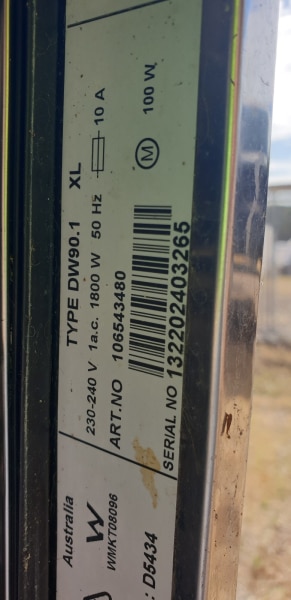 Australia
WMKT08096
: D5434
TYPE DW90.1 XL
230-240 V 1a.c. 1800 W 50 Hz 10 A
ART.NO 106543480
M 100 W
SERIAL NO 132202403265